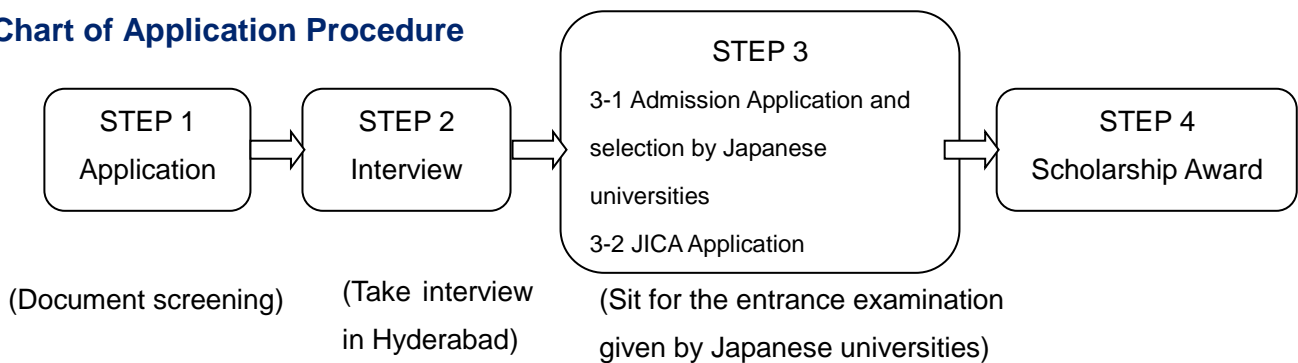 Chart of Application Procedure
STEP 1
Application
STEP 2
Interview
STEP 3
3-1 Admission Application and
selection by Japanese
universities
3-2 JICA Application
STEP 4
Scholarship Award
(Document screening)
(Take interview
in Hyderabad)
(Sit for the entrance examination
given by Japanese universities)